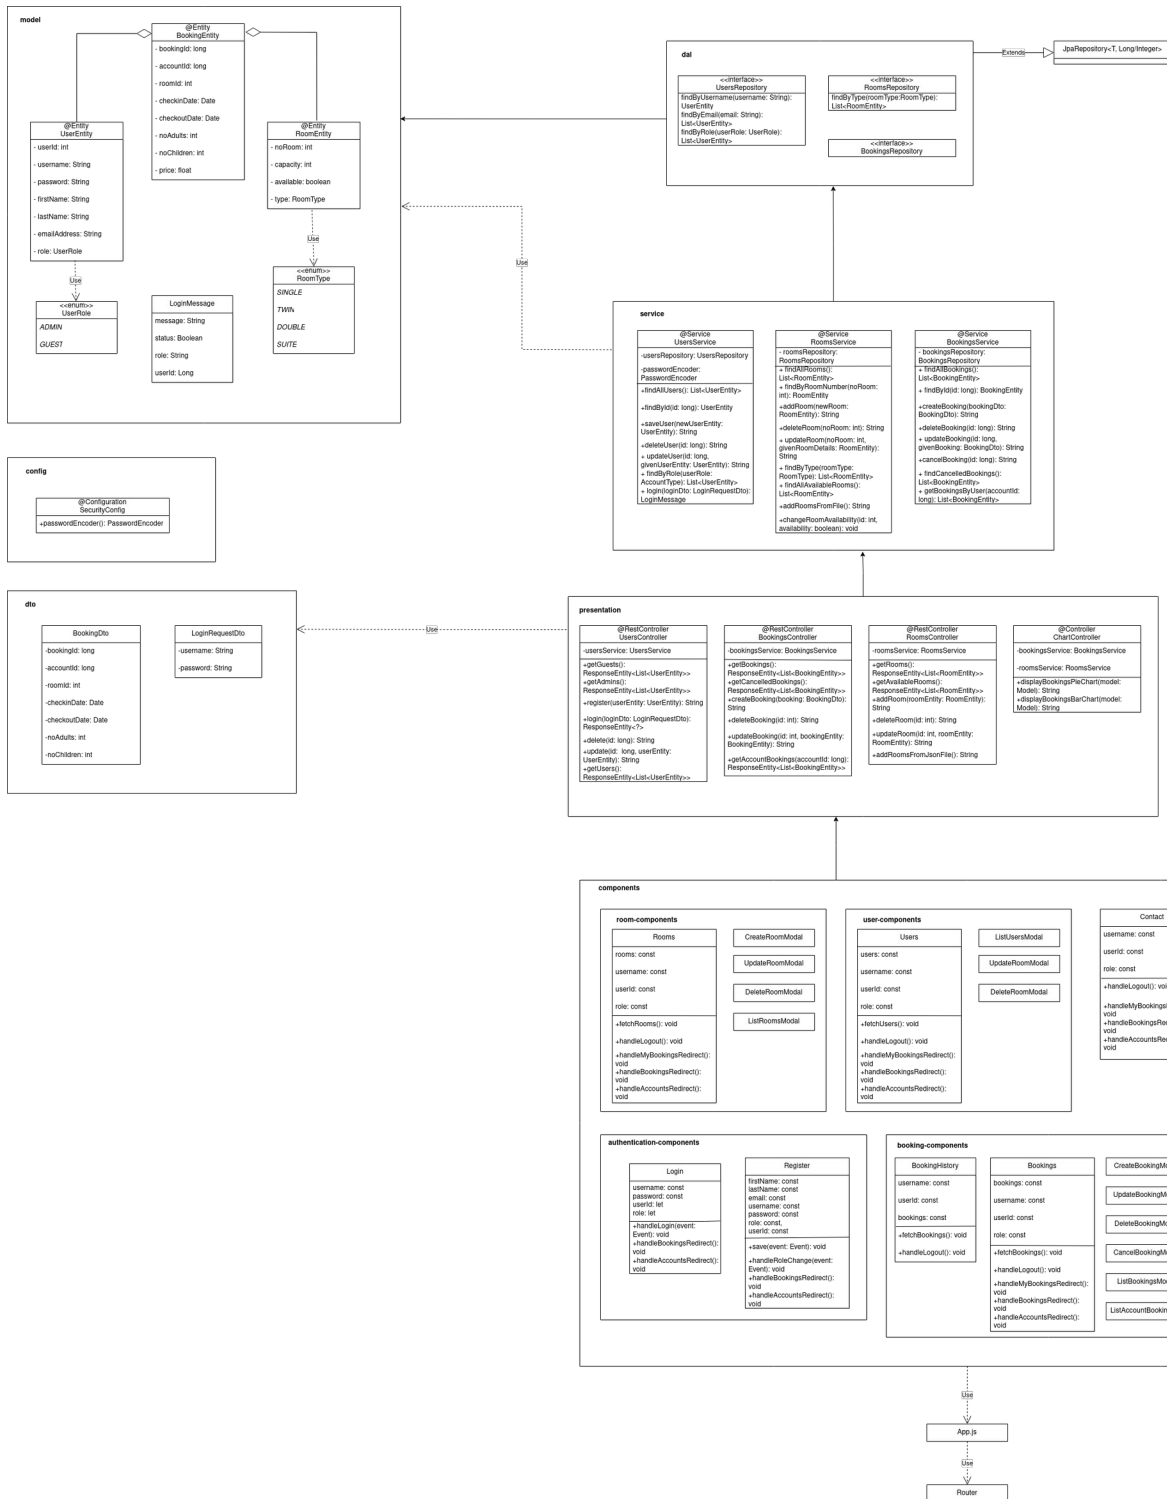 model
@Entity
BookingEntity
- bookingId: long
- accountId: long
- roomId: int
- checkinDate: Date
- checkoutDate: Date
- noAdults: int
- noChildren: int
- price: float
@Entity
UserEntity
- userId: int
- username: String
- password: String
- firstName: String
- lastName: String
- emailAddress: String
- role: UserRole
@Entity
RoomEntity
- noRoom: int
- capacity: int
- available: boolean
- type: RoomType
Use
Use
<<enum>>
UserRole
ADMIN
GUEST
LoginMessage
message: String
status: Boolean
role: String
userId: Long
<<enum>>
RoomType
SINGLE
TWIN
DOUBLE
SUITE
dal
<<interface>>
UsersRepository
findByUsername(username: String):
UserEntity
findByEmail(email: String):
List<UserEntity>
findByRole(userRole: UserRole):
List<UserEntity>
<<interface>>
RoomsRepository
findByType(roomType:RoomType):
List<RoomEntity>
<<interface>>
BookingsRepository
Extends
JpaRepository<T, Long/Integer>
Use
service
@Service
UsersService
-usersRepository: UsersRepository
-passwordEncoder:
PasswordEncoder
+findAllUsers(): List<UserEntity>
+findById(id: long): UserEntity
+saveUser(newUserEntity:
UserEntity): String
+deleteUser(id: long): String
+ updateUser(id: long,
givenUserEntity: UserEntity): String
+ findByRole(userRole:
AccountType): List<UserEntity>
+ login(loginDto: LoginRequestDto):
LoginMessage
@Service
RoomsService
- roomsRepository:
RoomsRepository
+ findAllRooms():
List<RoomEntity>
+ findByRoomNumber(noRoom:
int): RoomEntity
+addRoom(newRoom:
RoomEntity): String
+deleteRoom(noRoom: int): String
+ updateRoom(noRoom: int,
givenRoomDetails: RoomEntity):
String
+findByType(roomType:
RoomType): List<RoomEntity>
+ findAllAvailableRooms():
List<RoomEntity>
+addRoomsFromFile(): String
+changeRoomAvailability(id: int,
availability: boolean): void
@Service
BookingsService
- bookingsRepository:
BookingsRepository
+ findAllBookings():
List<BookingEntity>
+ findById(id: long): BookingEntity
+createBooking(bookingDto:
BookingDto): String
+deleteBooking(id: long): String
+ updateBooking(id: long,
givenBooking: BookingDto): String
+cancelBooking(id: long): String
+ findCancelledBookings():
List<BookingEntity>
+ getBookingsByUser(accountId:
long): List<BookingEntity>
config
@Configuration
SecurityConfig
+passwordEncoder(): PasswordEncoder
dto
BookingDto
-bookingId: long
-accountId: long
-roomId: int
-checkinDate: Date
-checkoutDate: Date
-noAdults: int
-noChildren: int
LoginRequestDto
-username: String
-password: String
Use
presentation
@RestController
UsersController
-usersService: UsersService
+getGuests():
ResponseEntity<List<UserEntity>>
+getAdmins():
ResponseEntity<List<UserEntity>>
+register(userEntity: UserEntity): String
+login(loginDto: LoginRequestDto):
ResponseEntity<?>
+delete(id: long): String
+update(id: long, userEntity:
UserEntity): String
+getUsers():
ResponseEntity<List<UserEntity>>
@RestController
BookingsController
-bookingsService: BookingsService
+getBookings():
ResponseEntity<List<BookingEntity>>
+getCancelledBookings():
ResponseEntity<List<BookingEntity>>
+createBooking(booking: BookingDto):
String
+deleteBooking(id: int): String
+updateBooking(id: int, bookingEntity:
BookingEntity): String
+getAccountBookings(accountId: long):
ResponseEntity<List<BookingEntity>>
@RestController
RoomsController
-roomsService: RoomsService
+getRooms():
ResponseEntity<List<RoomEntity>>
+getAvailableRooms():
ResponseEntity<List<RoomEntity>>
+addRoom(roomEntity: RoomEntity):
String
+deleteRoom(id: int): String
+updateRoom(id: int, roomEntity:
RoomEntity): String
+addRoomsFromJsonFile(): String
@Controller
ChartController
-bookingsService: BookingsService
-roomsService: RoomsService
+displayBookingsPieChart(model:
Model): String
+displayBookingsBarChart(model:
Model): String
components
room-components
Rooms
rooms: const
username: const
userId: const
role: const
+fetchRooms(): void
+handleLogout(): void
+handleMyBookingsRedirect():
void
+handleBookingsRedirect():
void
+handleAccountsRedirect():
void
CreateRoomModal
UpdateRoomModal
DeleteRoomModal
ListRoomsModal
user-components
Users
users: const
username: const
userId: const
role: const
+fetchUsers(): void
+handleLogout(): void
+handleMyBookingsRedirect():
void
+handleBookingsRedirect():
void
+handleAccountsRedirect():
void
ListUsersModal
UpdateRoomModal
DeleteRoomModal
Contact
username: const
userId: const
role: const
+handleLogout(): voi
+handleMyBookings
void
+handleBookingsRe
void
+handleAccountsRe
void
authentication-components
Login
username: const
password: const
userId: let
role: let
+handleLogin(event:
Event): void
+handleBookingsRedirect():
void
+handleAccountsRedirect():
void
Register
firstName: const
lastName: const
email: const
username: const
password: const
role: const,
userId: const
+save(event: Event): void
+handleRoleChange(event:
Event): void
+handleBookingsRedirect():
void
+handleAccountsRedirect():
void
booking-components
BookingHistory
username: const
userId: const
bookings: const
+fetchBookings(): void
+handleLogout(): void
Bookings
bookings: const
username: const
userId: const
role: const
+fetchBookings(): void
+handleLogout(): void
+handleMyBookingsRedirect():
void
+handleBookingsRedirect():
void
+handleAccountsRedirect():
void
CreateBookingM
UpdateBookingM
DeleteBookingMo
CancelBookingM
ListBookingsMo
ListAccountBookin
Use
App.js
Use
Router